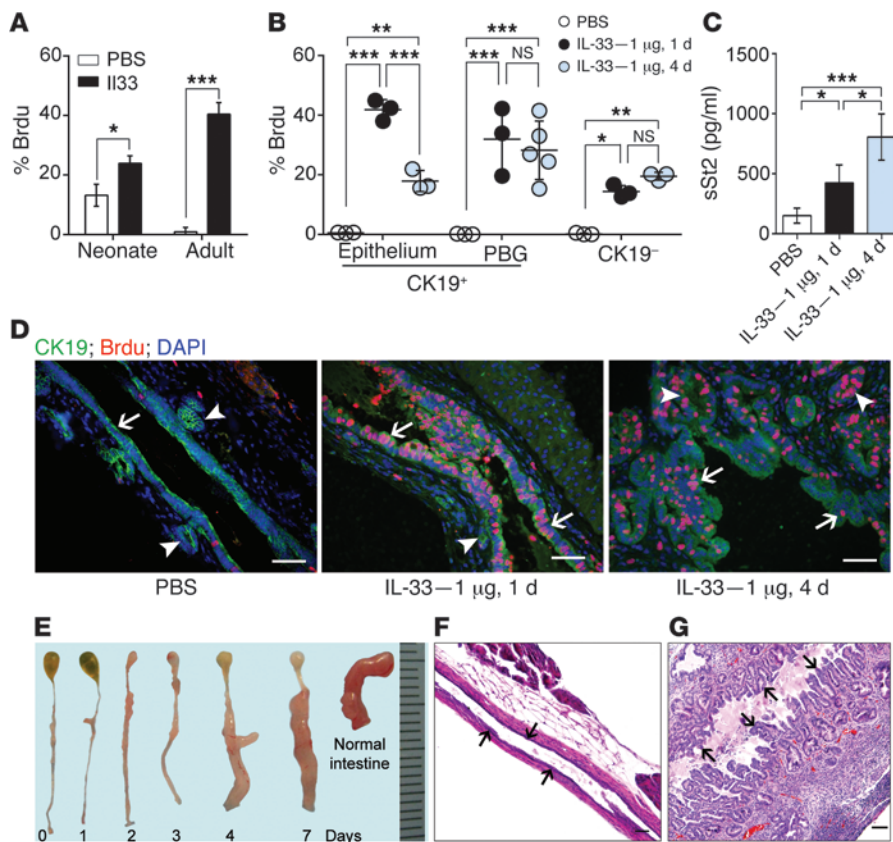 A
PBS
Il33
% Brdu
60
40
20
0
*
***
Neonate
Adult
B
PBS
IL-33—1 μg, 1 d
IL-33—1 μg, 4 d
% Brdu
60
40
20
0
**
***
***
***
***
NS
**
*
NS
Epithelium
PBG
CK19⁻
CK19⁺
C
sSt2 (pg/ml)
1500
1000
500
0
***
*
*
PBS
IL-33—1 μg, 1 d
IL-33—1 μg, 4 d
D
CK19; Brdu; DAPI
PBS
IL-33—1 μg, 1 d
IL-33—1 μg, 4 d
E
Normal
intestine
0 1 2 3 4 7 Days
F
G